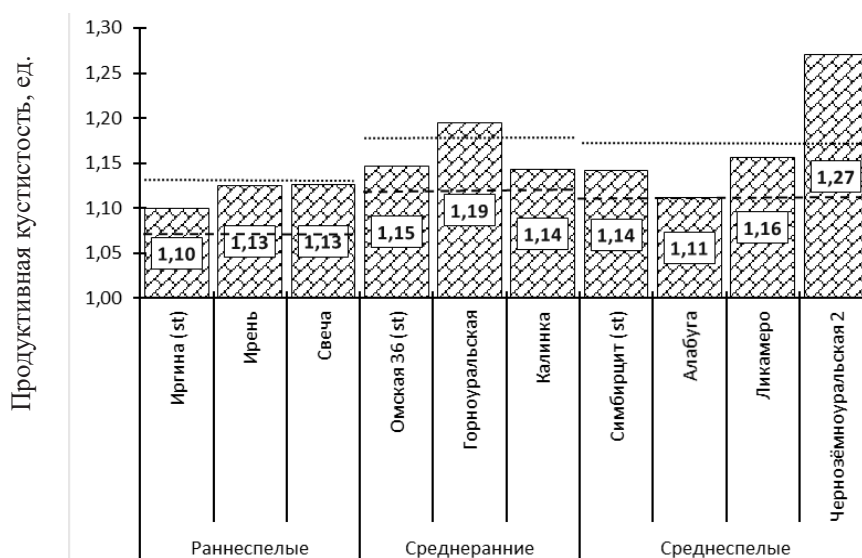 Продуктивная кустистость, ед.
1,30
1,25
1,20
1,15
1,10
1,05
1,00
1,10
1,13
1,13
1,15
1,19
1,14
1,14
1,11
1,16
1,27
Иргина (st)
Ирень
Свеча
Омская 36 (st)
Горноуральская
Калинка
Симбирцит (st)
Алабуга
Ликамеро
Чернозёмноуральская 2
Раннеспелые
Среднеранние
Среднеспелые